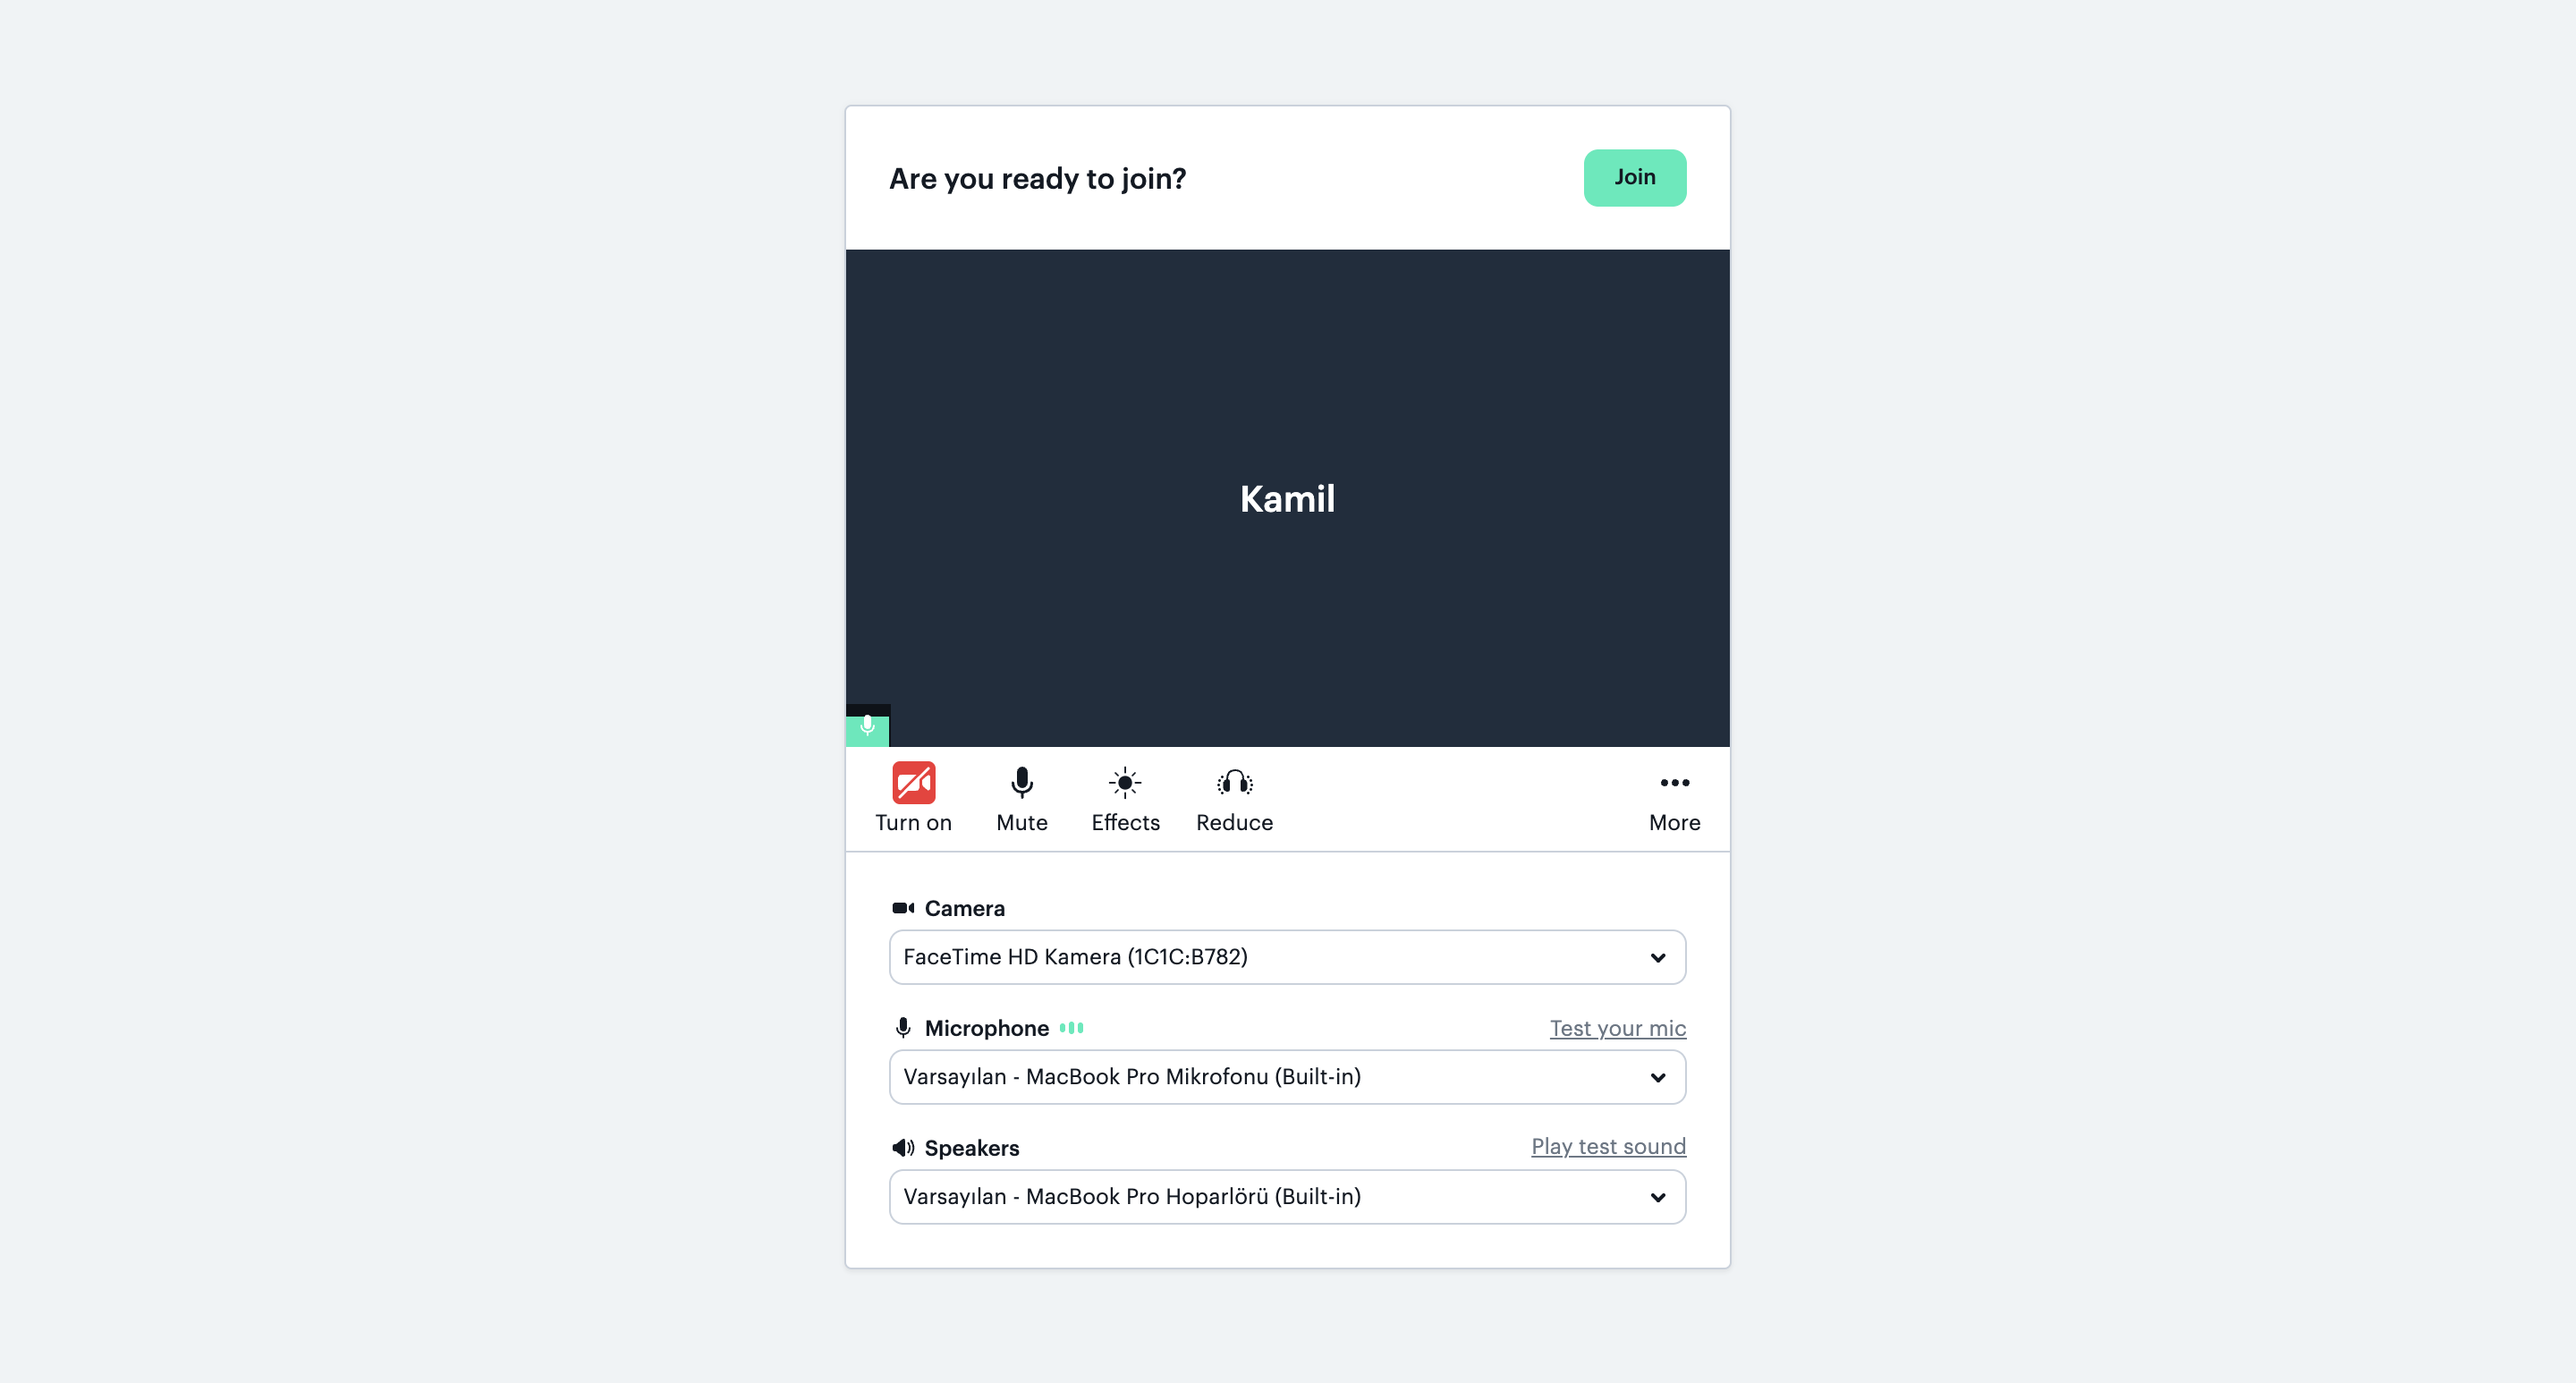 Are you ready to join?
Join
Kamil
Turn on
Mute
Effects
Reduce
More
Camera
FaceTime HD Kamera (1C1C:B782)
Microphone
Test your mic
Varsayılan - MacBook Pro Mikrofonu (Built-in)
Speakers
Play test sound
Varsayılan - MacBook Pro Hoparlörü (Built-in)